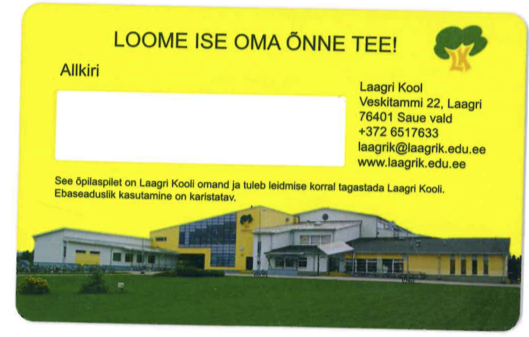 LOOME ISE OMA ÕNNE TEE!
LK
Allkiri
Laagri Kool
Veskitammi 22, Laagri
76401 Saue vald
+372 6517633
laagrik@laagrik.edu.ee
www.laagrik.edu.ee
See õpilaspilet on Laagri Kooli omand ja tuleb leidmise korral tagastada Laagri Kooli.
Ebaseaduslik kasutamine on karistatav.